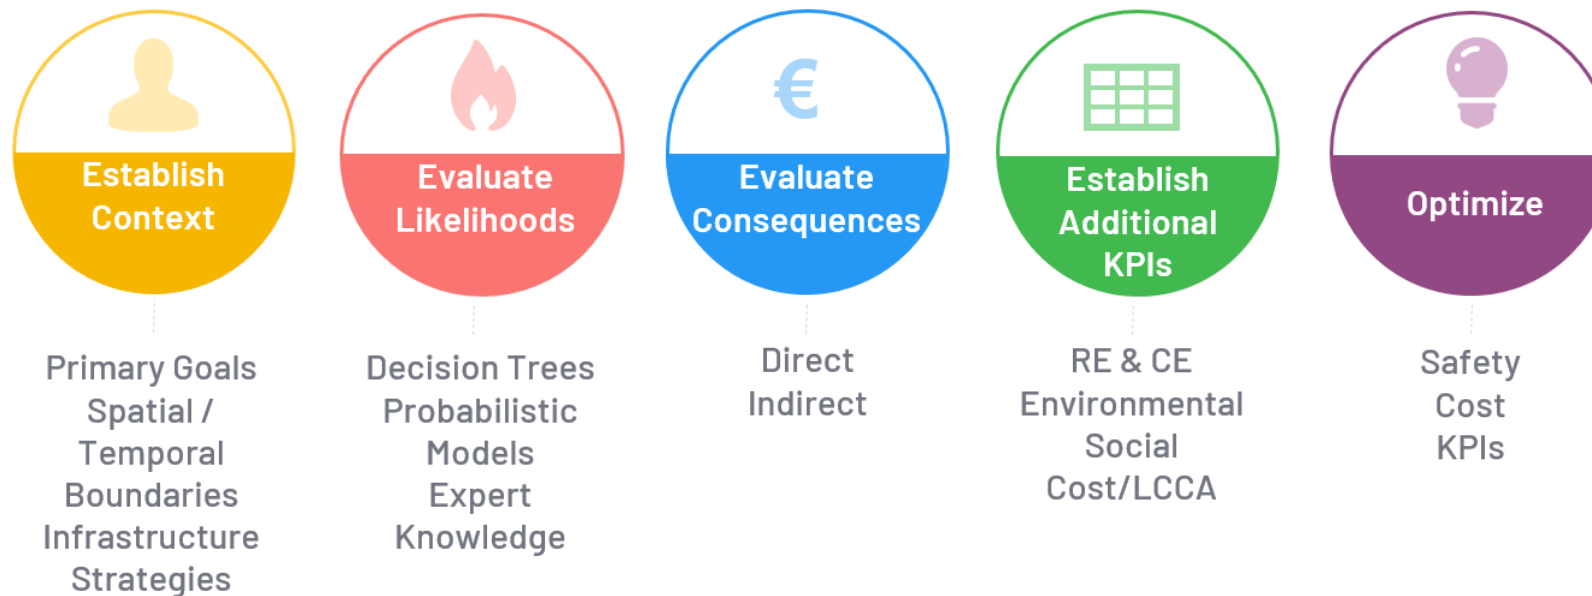 Establish
Context
Evaluate
Likelihoods
€
Evaluate
Consequences
Establish
Additional
KPIs
Optimize
Primary Goals
Spatial /
Temporal
Boundaries
Infrastructure
Strategies
Decision Trees
Probabilistic
Models
Expert
Knowledge
Direct
Indirect
RE & CE
Environmental
Social
Cost/LCCA
Safety
Cost
KPIs